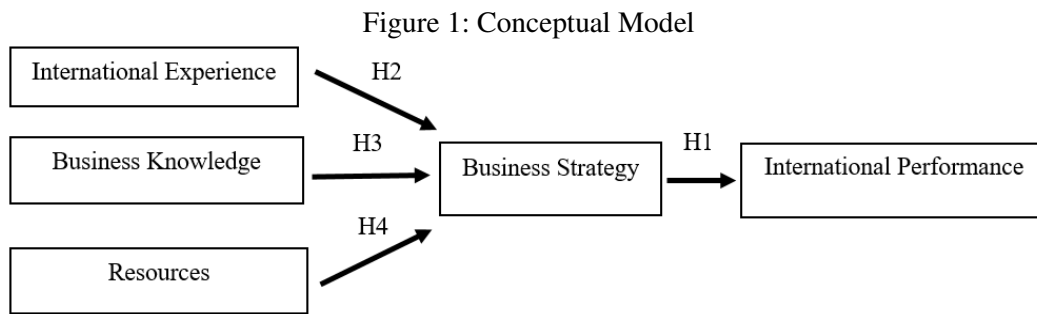 Figure 1: Conceptual Model
International Experience
H2
Business Knowledge
H3
Business Strategy
H1
International Performance
H4
Resources